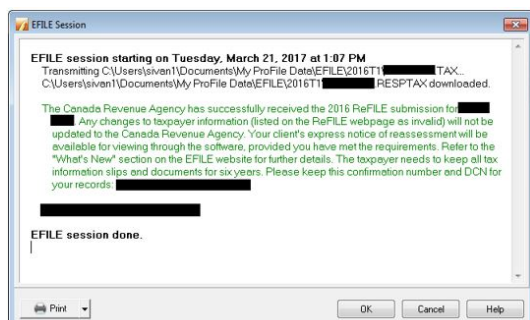 EFILE Session
EFILE session starting on Tuesday, March 21, 2017 at 1:07 PM
Transmitting C:\Users\sivan1\Documents\My ProFile Data\EFILE\2016T1\ .TAX...
C:\Users\sivan1\Documents\My ProFile Data\EFILE\2016T1\ .RESPTAX downloaded.
The Canada Revenue Agency has successfully received the 2016 ReFILE submission for
. Any changes to taxpayer information (listed on the ReFILE webpage as invalid) will not be
updated to the Canada Revenue Agency. Your client's express notice of reassessment will be
available for viewing through the software, provided you have met the requirements. Refer to the
"What's New" section on the EFILE website for further details. The taxpayer needs to keep all tax
information slips and documents for six years. Please keep this confirmation number and DCN for
your records:
EFILE session done.
Print OK Cancel Help